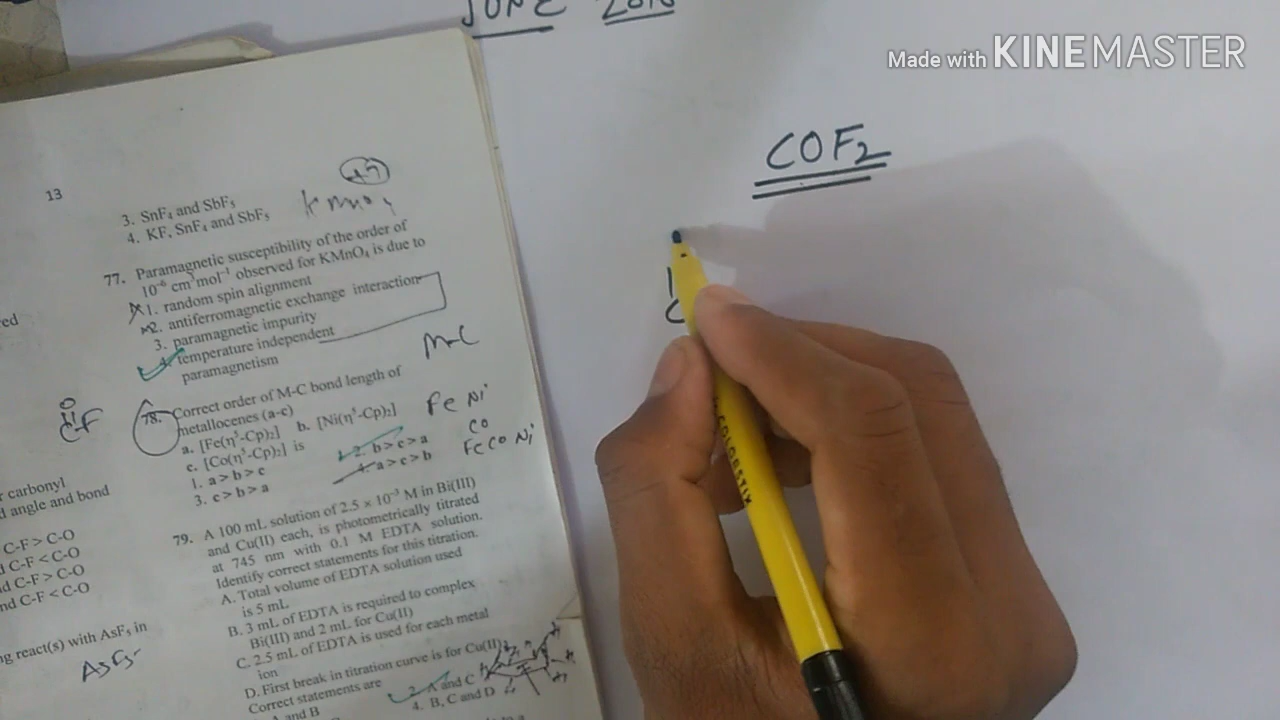 JUNE 2016
Made with KINEMASTER
COF2
13
47
3. SnF₄ and SbF₅
4. KF, SnF₄ and SbF₅
KMnO4
77. Paramagnetic susceptibility of the order of
10⁻⁶ cm³mol⁻¹ observed for KMnO₄ is due to
1. random spin alignment
2. antiferromagnetic exchange interaction
3. paramagnetic impurity
4. temperature independent
paramagnetism
M-C
78. Correct order of M-C bond length of
metallocenes (a-c)
a. [Fe(η⁵-Cp)₂] b. [Ni(η⁵-Cp)₂]
c. [Co(η⁵-Cp)₂] is
1. a > b > c 2. b > c > a
3. c > b > a 4. a > c > b
Fe Ni
CO
Fe CO Ni
79. A 100 mL solution of 2.5 × 10⁻³ M in Bi(III)
and Cu(II) each, is photometrically titrated
at 745 nm with 0.1 M EDTA solution.
Identify correct statements for this titration.
A. Total volume of EDTA solution used
is 5 mL
B. 3 mL of EDTA is required to complex
Bi(III) and 2 mL for Cu(II)
C. 2.5 mL of EDTA is used for each metal
ion
D. First break in titration curve is for Cu(II)
Correct statements are
A and B 2. A and C
4. B, C and D
O
C-F
carbonyl
angle and bond
C-F > C-O
C-F < C-O
C-F > C-O
C-F < C-O
react(s) with AsF₅ in
AsF5
C